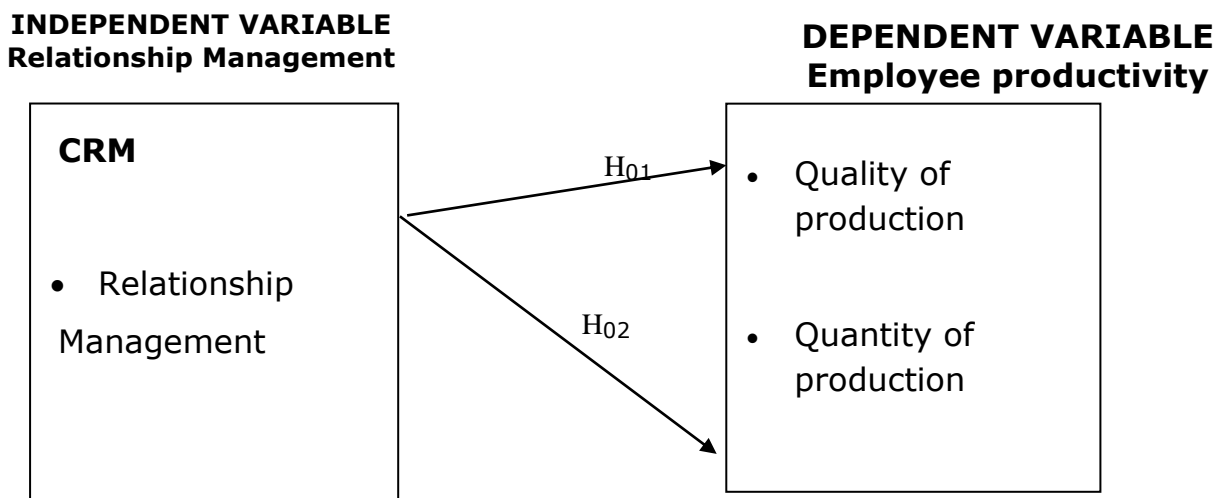 INDEPENDENT VARIABLE
Relationship Management
DEPENDENT VARIABLE
Employee productivity
CRM
• Relationship
Management
H01
H02
• Quality of
production
• Quantity of
production